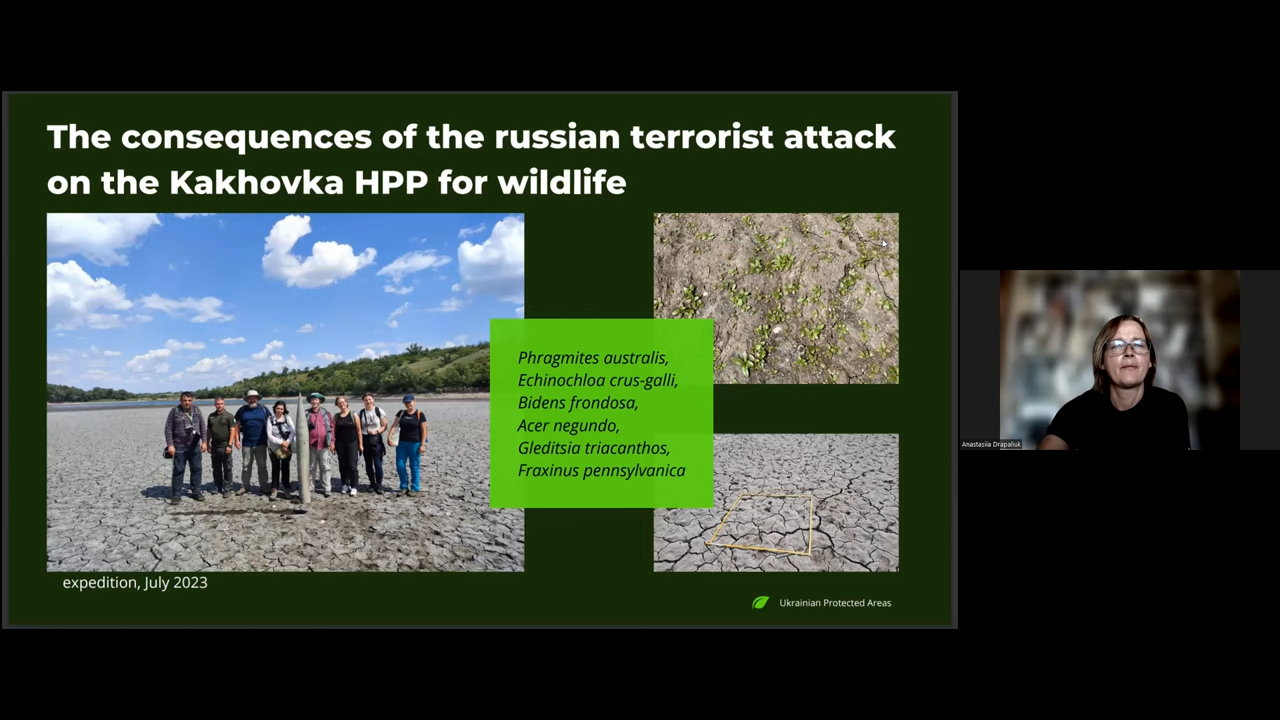 The consequences of the russian terrorist attack
on the Kakhovka HPP for wildlife
Phragmites australis,
Echinochloa crus-galli,
Bidens frondosa,
Acer negundo,
Gleditsia triacanthos,
Fraxinus pennsylvanica
expedition, July 2023
Ukrainian Protected Areas
Anastasiia Drapaliuk